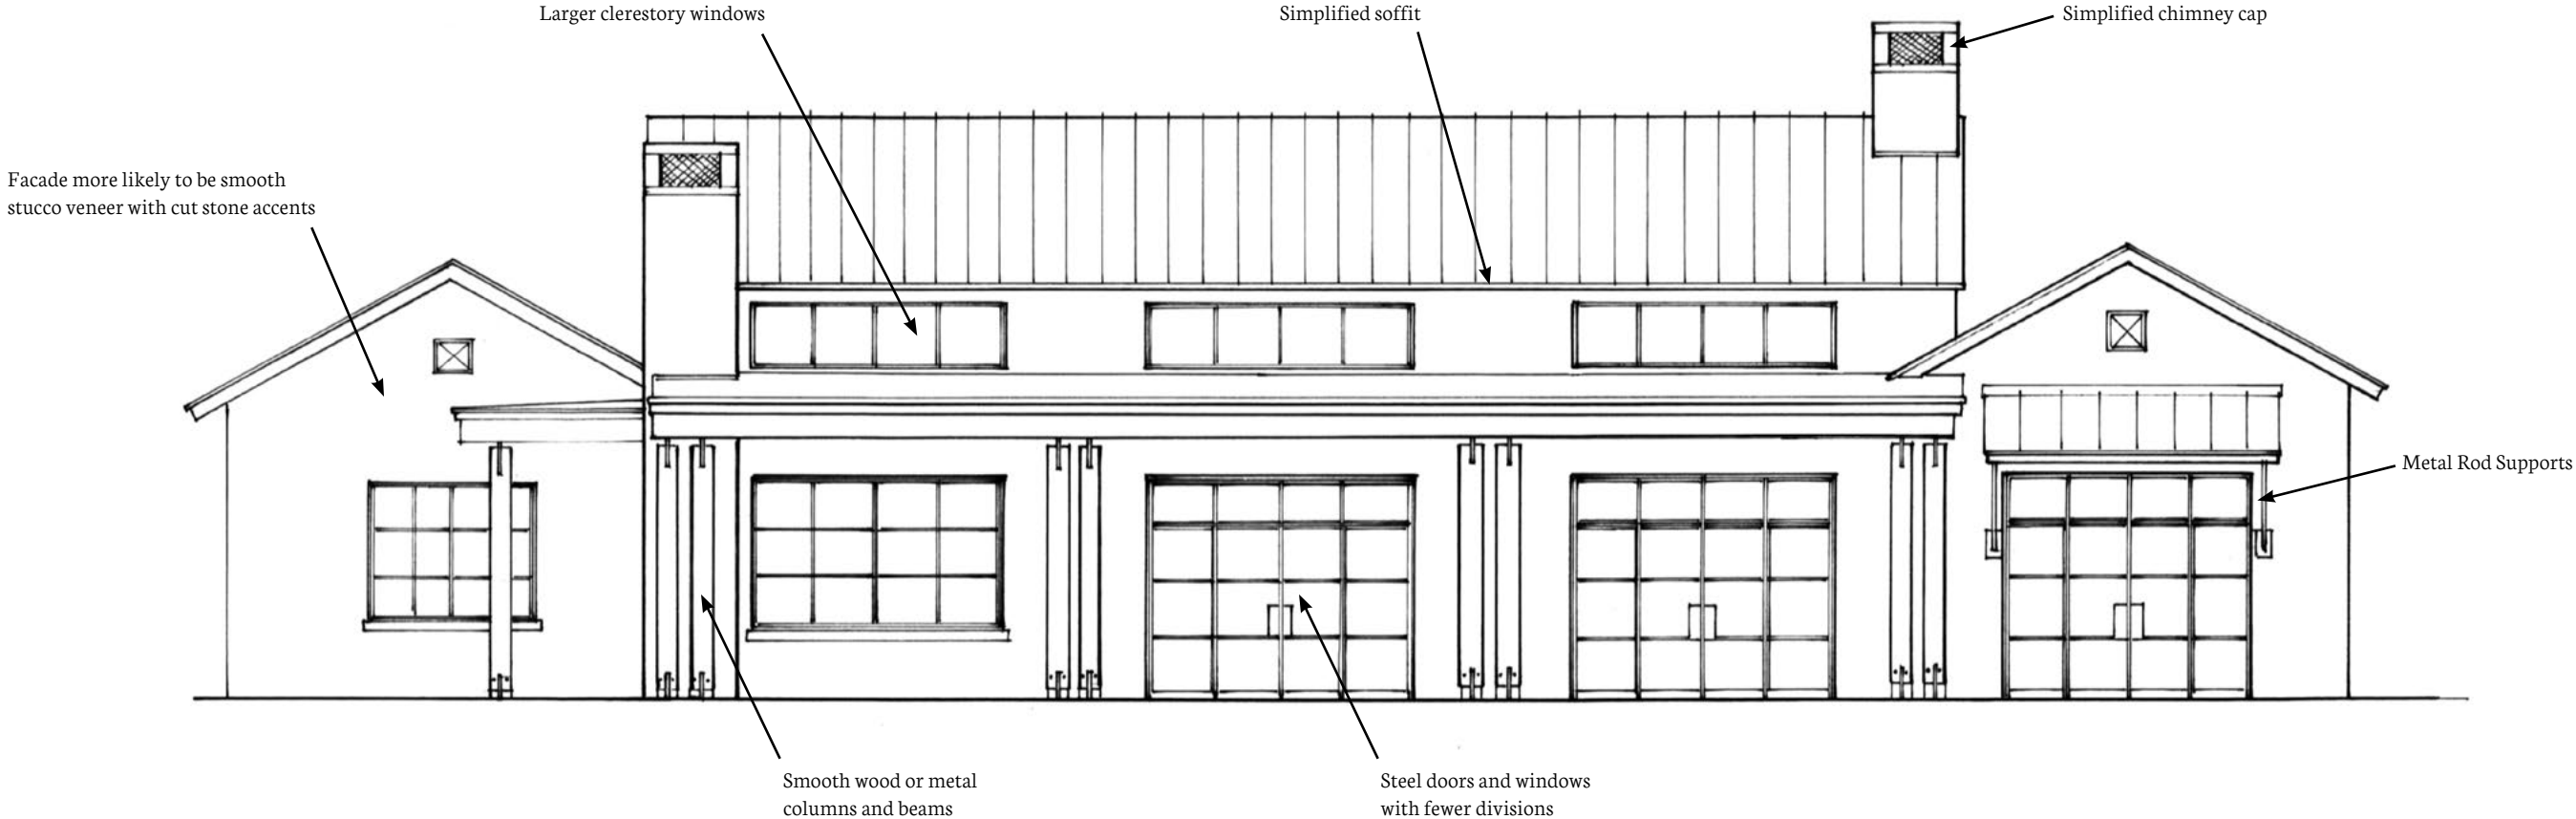 Larger clerestory windows
Simplified soffit
Simplified chimney cap
Facade more likely to be smooth
stucco veneer with cut stone accents
Metal Rod Supports
Smooth wood or metal
columns and beams
Steel doors and windows
with fewer divisions